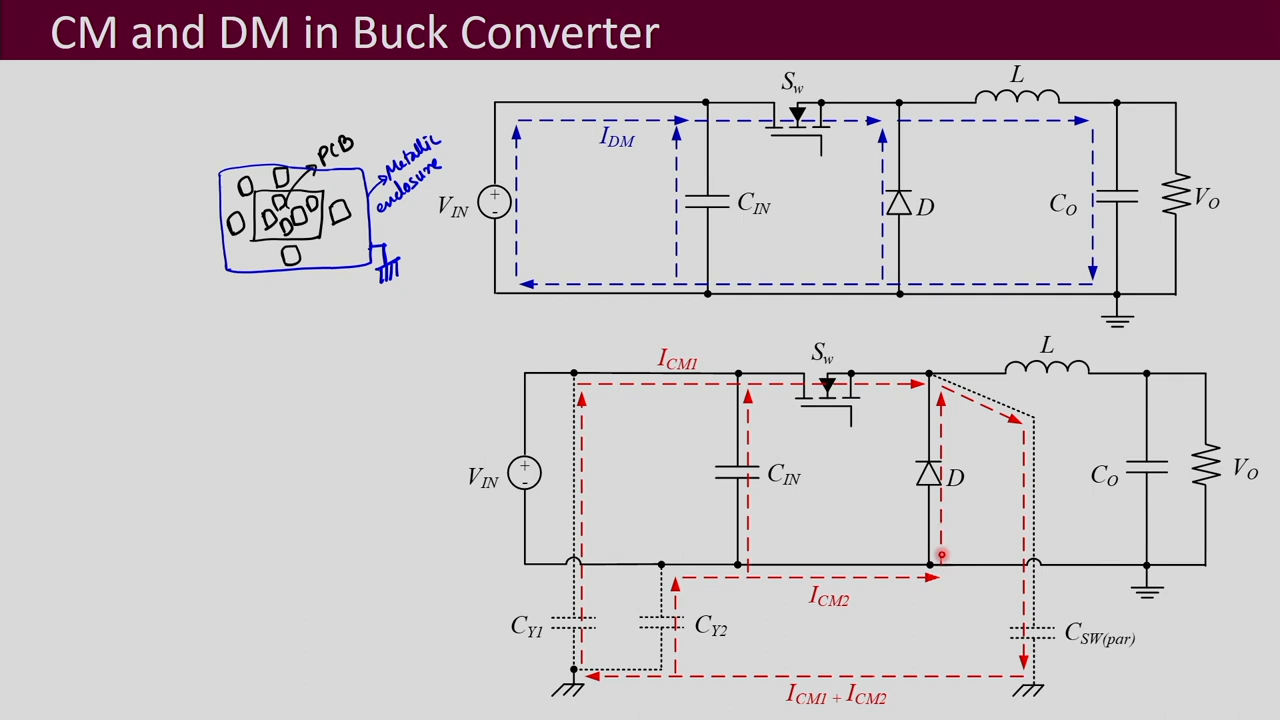 CM and DM in Buck Converter
PCB
Metallic
enclosure
S_w
L
I_DM
V_IN
+
-
C_IN
D
C_O
V_O
I_CM1
S_w
L
V_IN
+
-
C_IN
D
C_O
V_O
I_CM2
C_Y1
C_Y2
C_SW(par)
I_CM1 + I_CM2